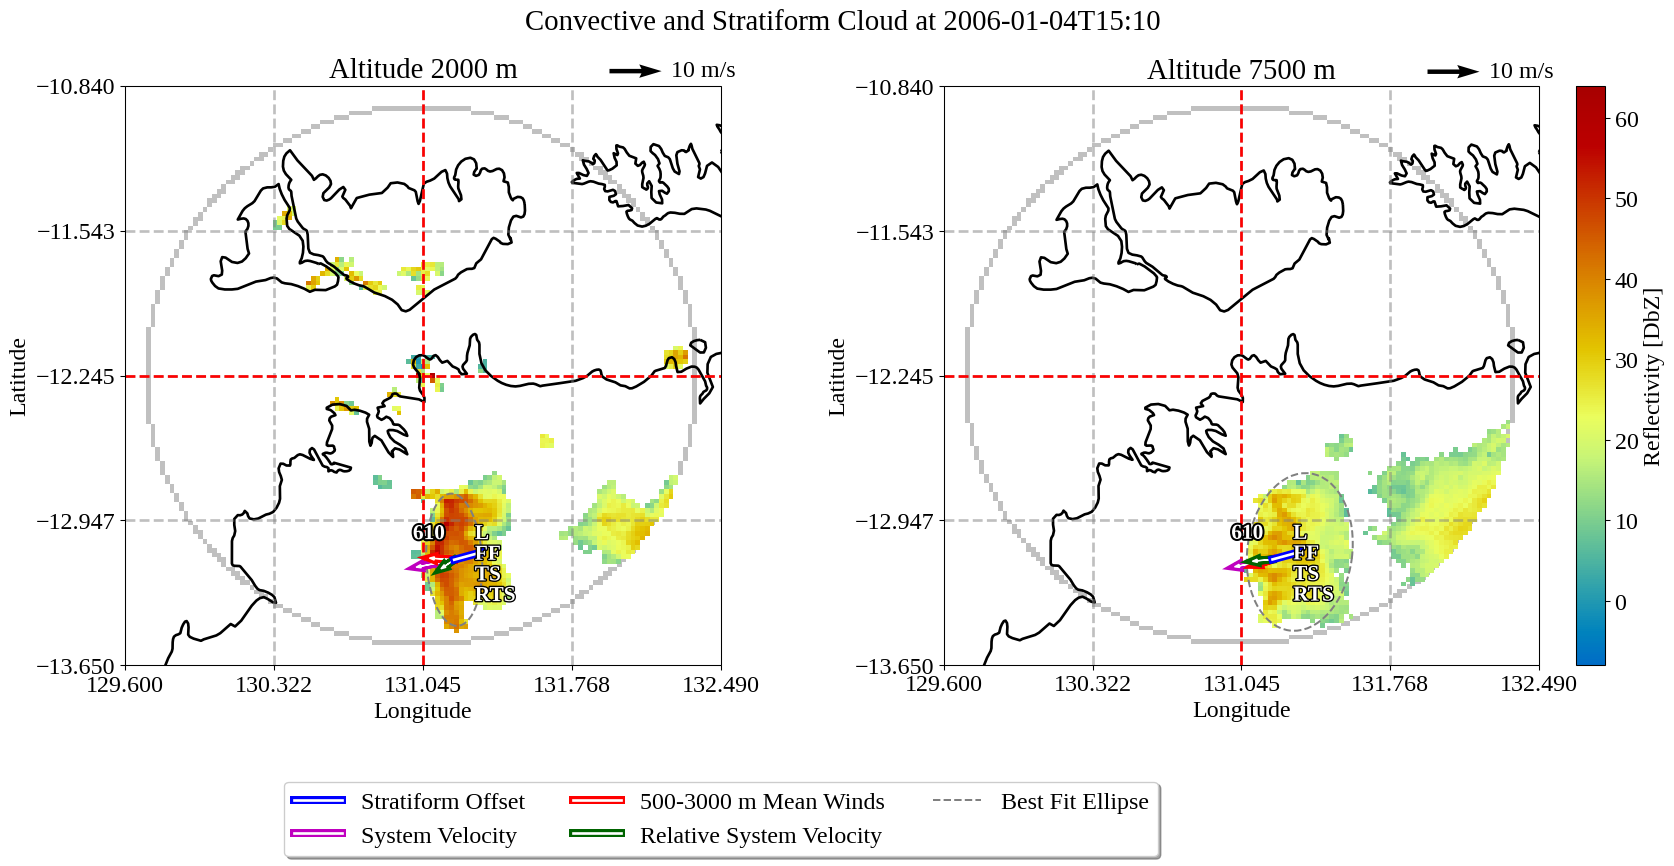 Convective and Stratiform Cloud at 2006-01-04T15:10
Altitude 2000 m
10 m/s
−10.840
−11.543
−12.245
−12.947
−13.650
Latitude
129.600
130.322
131.045
131.768
132.490
Longitude
610
L
FF
TS
RTS
Altitude 7500 m
10 m/s
−10.840
−11.543
−12.245
−12.947
−13.650
Latitude
129.600
130.322
131.045
131.768
132.490
Longitude
610
L
FF
TS
RTS
60
50
40
30
20
10
0
Reflectivity [DbZ]
Stratiform Offset
System Velocity
500-3000 m Mean Winds
Relative System Velocity
Best Fit Ellipse